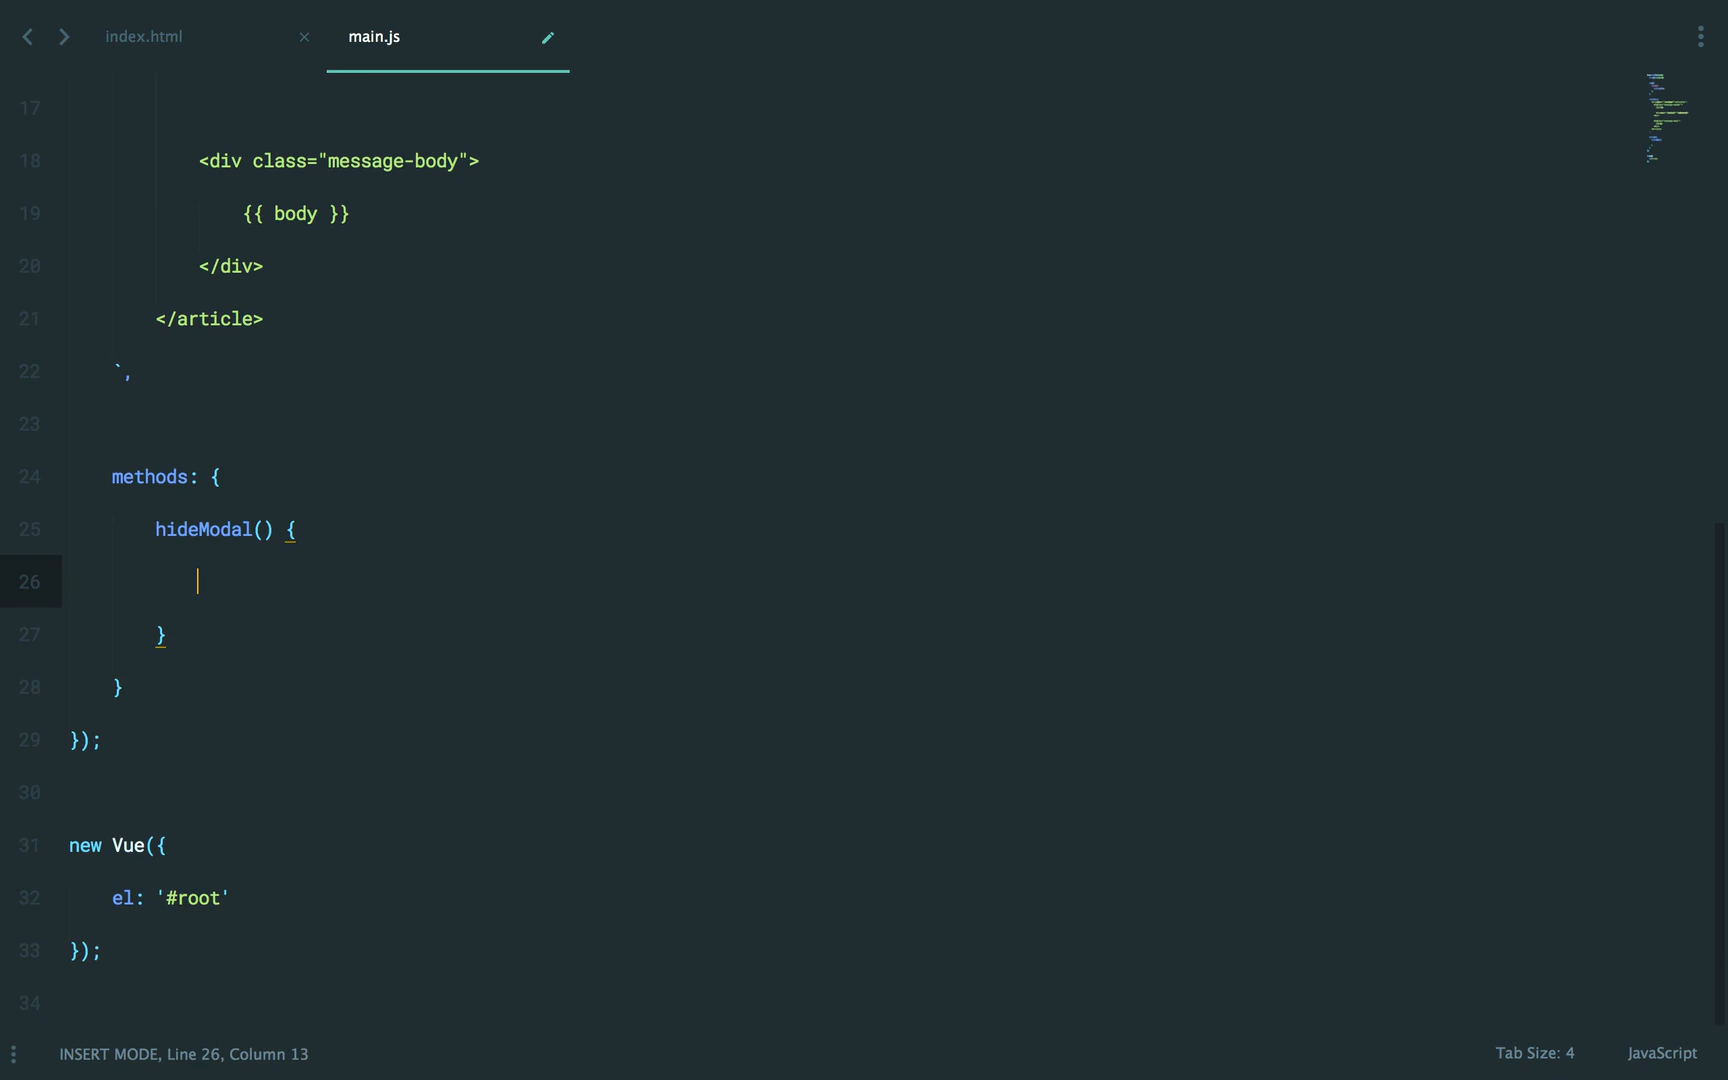 index.html × main.js
17
18 <div class="message-body">
19 {{ body }}
20 </div>
21 </article>
22 `,
23
24 methods: {
25 hideModal() {
26
27 }
28 }
29 });
30
31 new Vue({
32 el: '#root'
33 });
34
INSERT MODE, Line 26, Column 13 Tab Size: 4 JavaScript